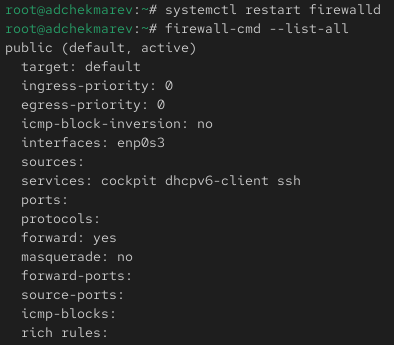 root@adchekmarev:~# systemctl restart firewalld
root@adchekmarev:~# firewall-cmd --list-all
public (default, active)
  target: default
  ingress-priority: 0
  egress-priority: 0
  icmp-block-inversion: no
  interfaces: enp0s3
  sources:
  services: cockpit dhcpv6-client ssh
  ports:
  protocols:
  forward: yes
  masquerade: no
  forward-ports:
  source-ports:
  icmp-blocks:
  rich rules: